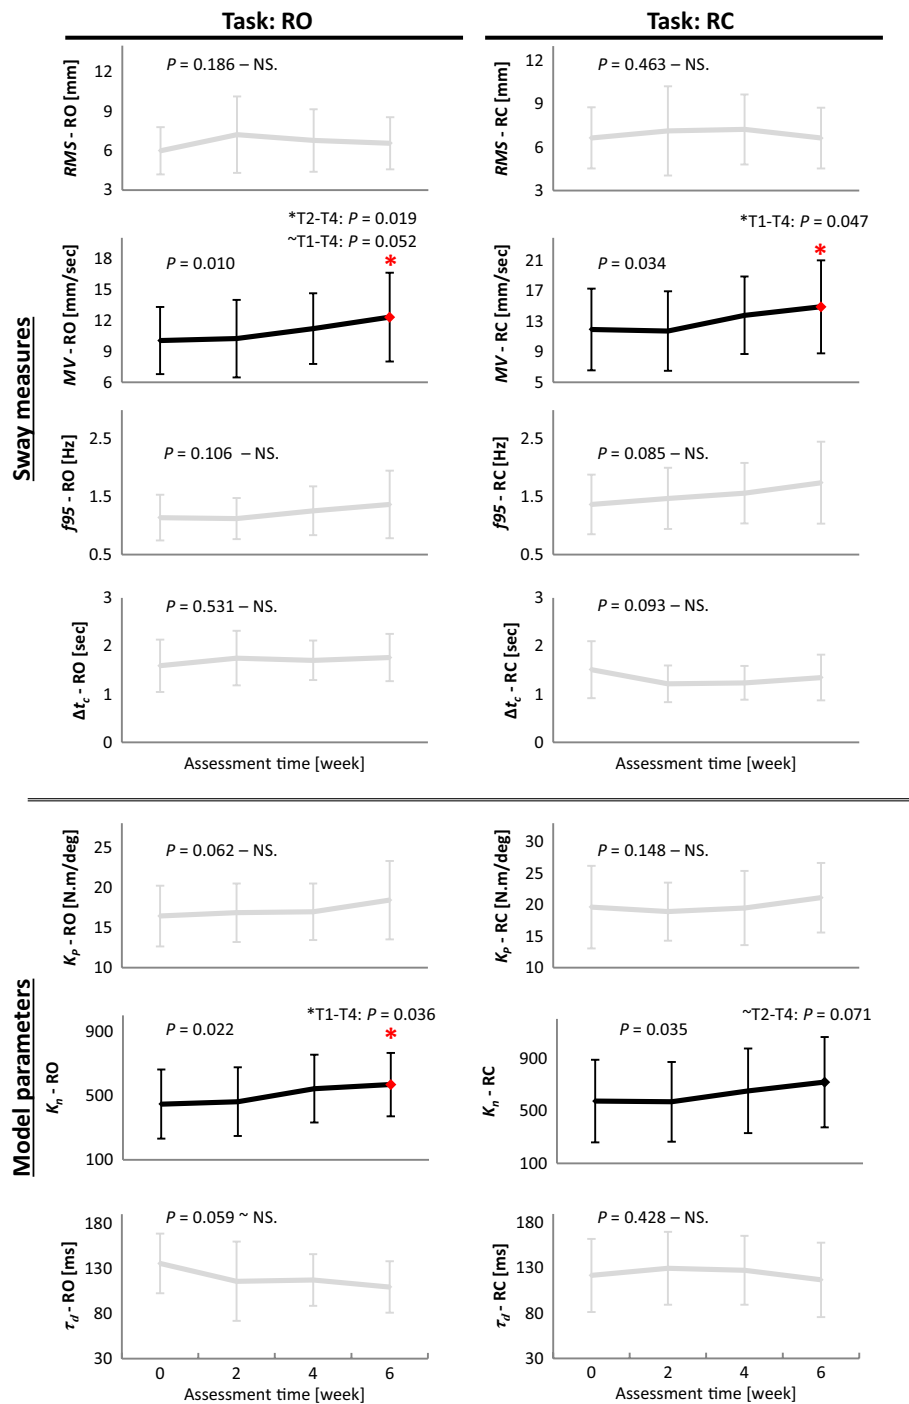 Task: RO
Task: RC
Sway measures
RMS - RO [mm]
12
9
6
3
P = 0.186 – NS.
RMS - RC [mm]
12
9
6
3
P = 0.463 – NS.
*T2-T4: P = 0.019
~T1-T4: P = 0.052
*
MV - RO [mm/sec]
18
15
12
9
6
P = 0.010
*T1-T4: P = 0.047
*
MV - RC [mm/sec]
21
17
13
9
5
P = 0.034
f95 - RO [Hz]
2.5
1.5
0.5
P = 0.106 – NS.
f95 - RC [Hz]
2.5
1.5
0.5
P = 0.085 – NS.
Δtc - RO [sec]
3
2
1
0
P = 0.531 – NS.
Assessment time [week]
Δtc - RC [sec]
3
2
1
0
P = 0.093 – NS.
Assessment time [week]
Model parameters
KP - RO [N.m/deg]
25
20
15
10
P = 0.062 – NS.
KP - RC [N.m/deg]
30
25
20
15
10
P = 0.148 – NS.
*T1-T4: P = 0.036
*
Kn - RO
900
500
100
P = 0.022
~T2-T4: P = 0.071
Kn - RC
900
500
100
P = 0.035
τd - RO [ms]
180
130
80
30
P = 0.059 ~ NS.
0 2 4 6
Assessment time [week]
τd - RC [ms]
180
130
80
30
P = 0.428 – NS.
0 2 4 6
Assessment time [week]